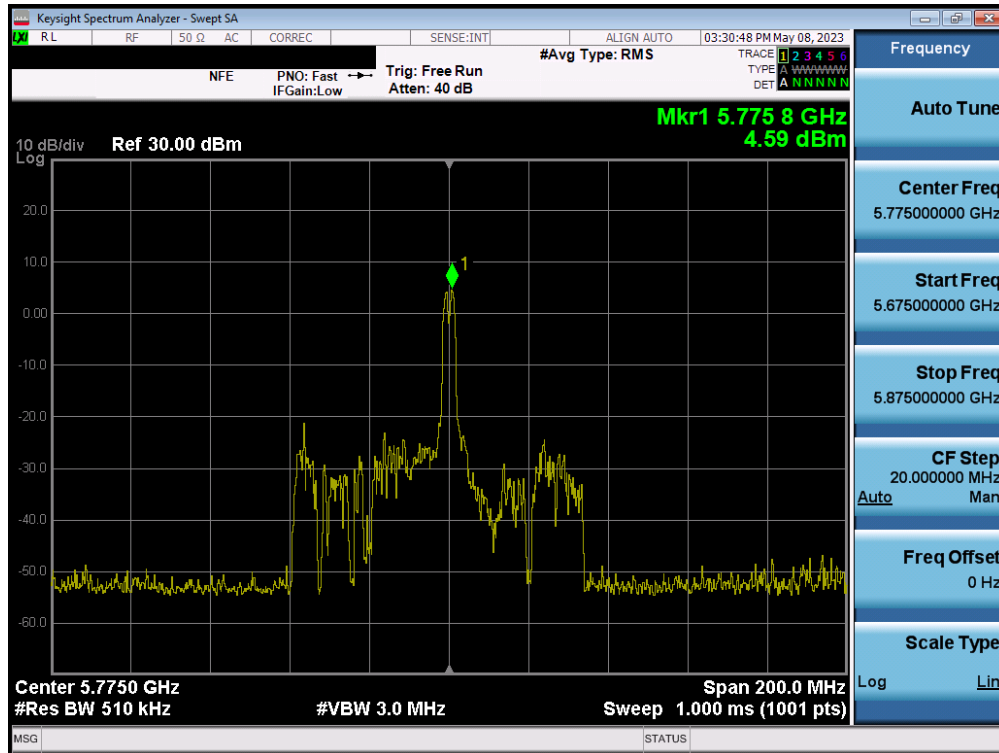 Keysight Spectrum Analyzer - Swept SA
LXI RL RF 50 Ω AC CORREC SENSE:INT ALIGN AUTO 03:30:48 PM May 08, 2023
#Avg Type: RMS TRACE 1 2 3 4 5 6
NFE PNO: Fast Trig: Free Run TYPE A WWWWW
IFGain:Low Atten: 40 dB DET A N N N N N
Mkr1 5.775 8 GHz
4.59 dBm
10 dB/div Ref 30.00 dBm
Log
1
20.0
10.0
0.00
-10.0
-20.0
-30.0
-40.0
-50.0
-60.0
Center 5.7750 GHz Span 200.0 MHz
#Res BW 510 kHz #VBW 3.0 MHz Sweep 1.000 ms (1001 pts)
MSG STATUS
Frequency
Auto Tune
Center Freq
5.775000000 GHz
Start Freq
5.675000000 GHz
Stop Freq
5.875000000 GHz
CF Step
20.000000 MHz
Auto Man
Freq Offset
0 Hz
Scale Type
Log Lin